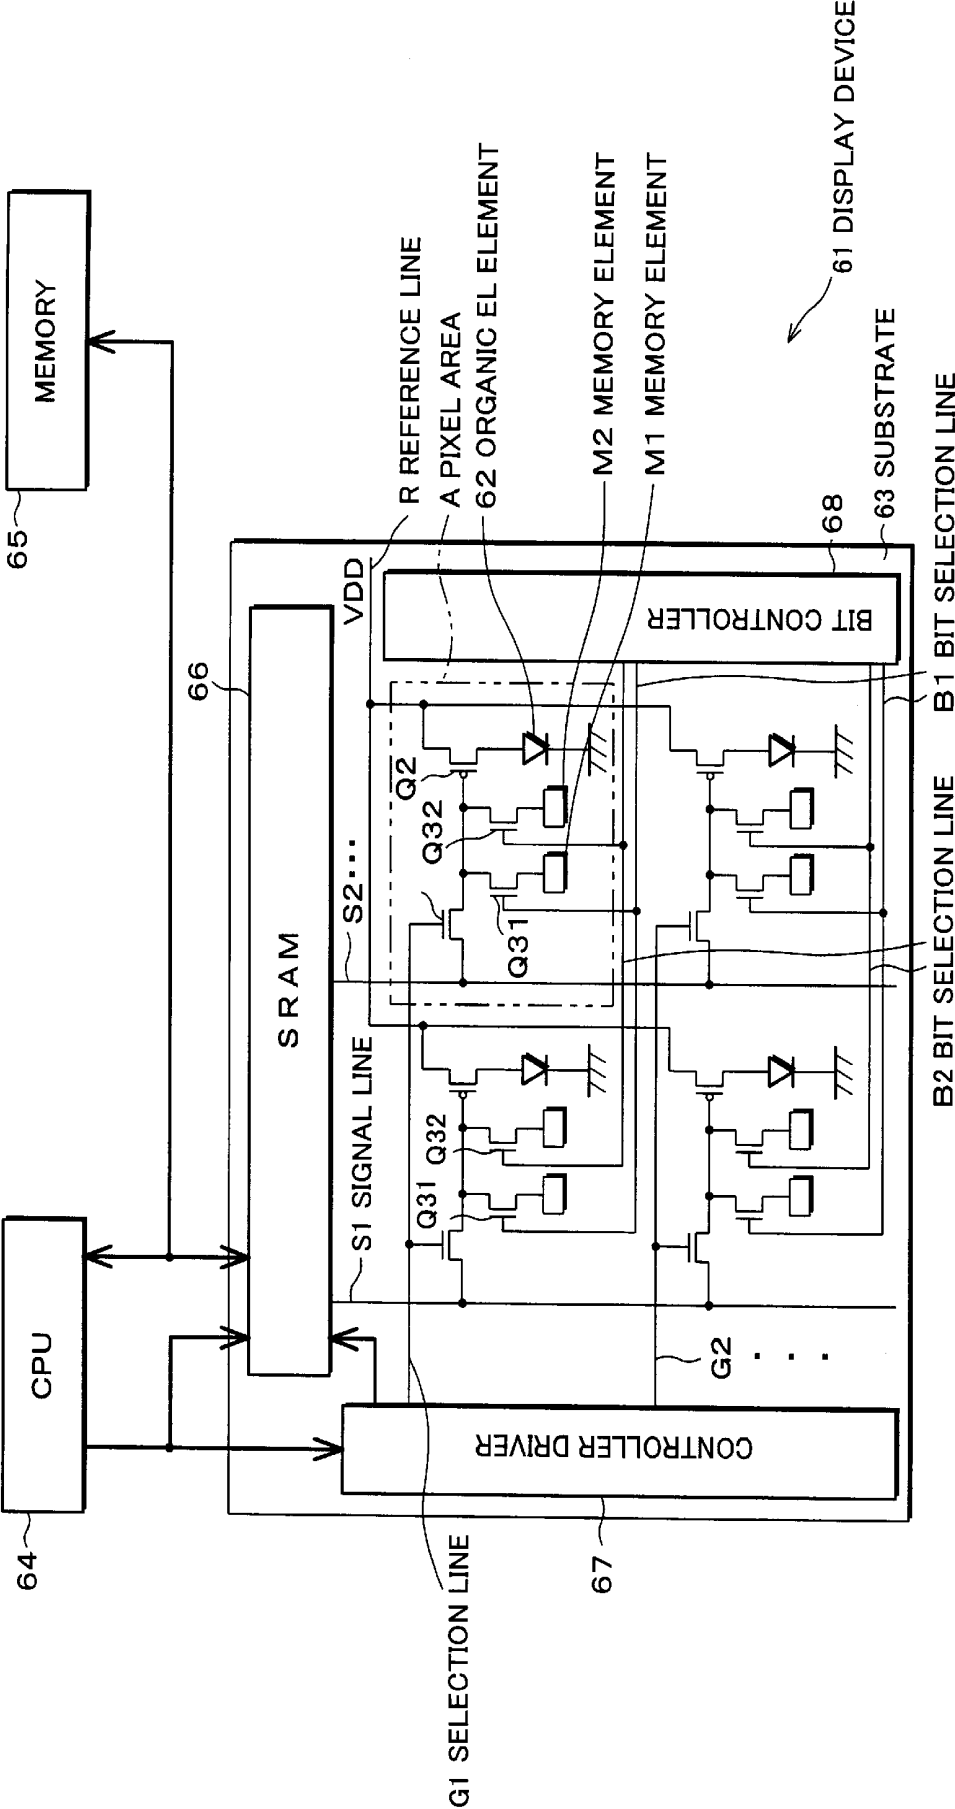 64
CPU
65
MEMORY
66
SRAM
67
CONTROLLER DRIVER
68
BIT CONTROLLER
VDD
S1 SIGNAL LINE
S2...
G1 SELECTION LINE
G2
Q31
Q32
Q31
Q32
Q2
R REFERENCE LINE
A PIXEL AREA
62 ORGANIC EL ELEMENT
M2 MEMORY ELEMENT
M1 MEMORY ELEMENT
61 DISPLAY DEVICE
63 SUBSTRATE
B2 BIT SELECTION LINE
B1 BIT SELECTION LINE